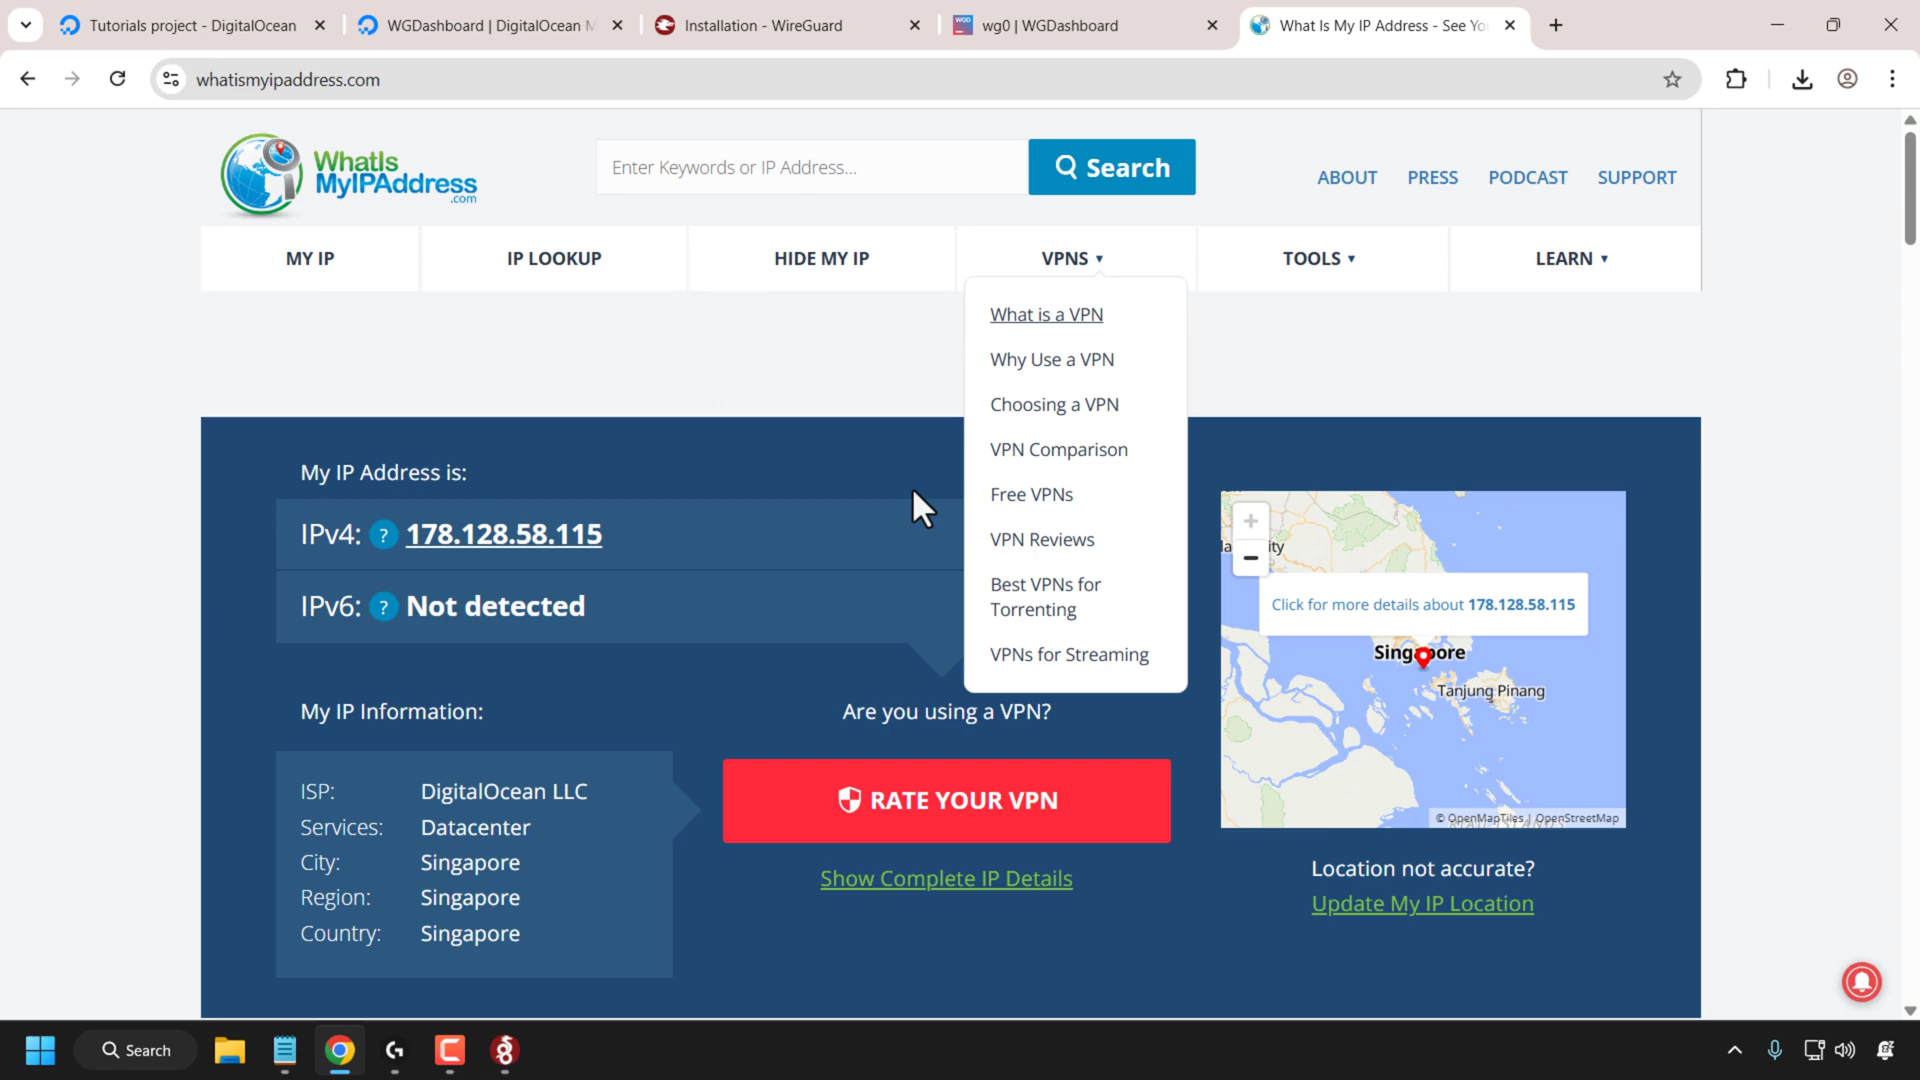 Tutorials project - DigitalOcean
WGDashboard | DigitalOcean M
Installation - WireGuard
WGD
wg0 | WGDashboard
What Is My IP Address - See Yo
whatismyipaddress.com
WhatIs
MyIPAddress
.com
Enter Keywords or IP Address...
Search
ABOUT
PRESS
PODCAST
SUPPORT
MY IP
IP LOOKUP
HIDE MY IP
VPNS ▾
TOOLS ▾
LEARN ▾
What is a VPN
Why Use a VPN
Choosing a VPN
VPN Comparison
Free VPNs
VPN Reviews
Best VPNs for
Torrenting
VPNs for Streaming
My IP Address is:
IPv4: ? 178.128.58.115
IPv6: ? Not detected
My IP Information:
ISP: DigitalOcean LLC
Services: Datacenter
City: Singapore
Region: Singapore
Country: Singapore
Are you using a VPN?
RATE YOUR VPN
Show Complete IP Details
+
−
ity
Click for more details about 178.128.58.115
Singapore
Tanjung Pinang
© OpenMapTiles | OpenStreetMap
Location not accurate?
Update My IP Location
Search